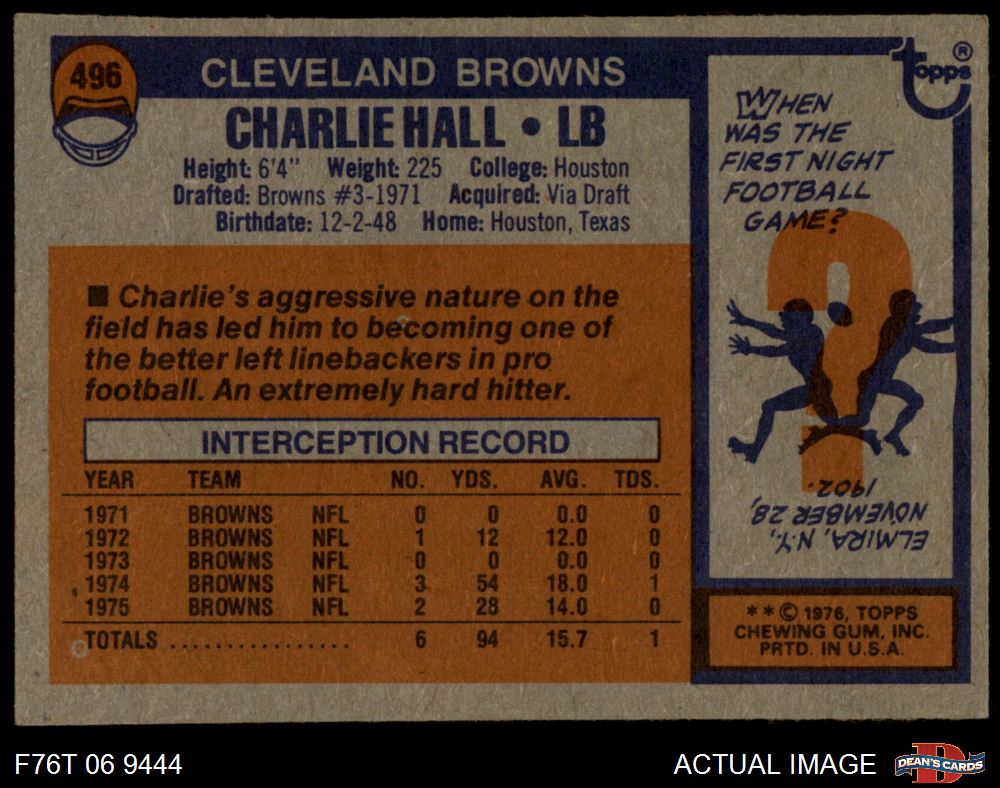 496
CLEVELAND BROWNS
CHARLIE HALL • LB
Height: 6'4" Weight: 225 College: Houston
Drafted: Browns #3-1971 Acquired: Via Draft
Birthdate: 12-2-48 Home: Houston, Texas
■ Charlie's aggressive nature on the
field has led him to becoming one of
the better left linebackers in pro
football. An extremely hard hitter.
INTERCEPTION RECORD
YEAR TEAM NO. YDS. AVG. TDS.
1971 BROWNS NFL 0 0 0.0 0
1972 BROWNS NFL 1 12 12.0 0
1973 BROWNS NFL 0 0 0.0 0
1974 BROWNS NFL 3 54 18.0 1
1975 BROWNS NFL 2 28 14.0 0
TOTALS ................ 6 94 15.7 1
topps ®
WHEN
WAS THE
FIRST NIGHT
FOOTBALL
GAME?
ELMIRA, N.Y.,
NOVEMBER 28,
1902.
* * © 1976, TOPPS
CHEWING GUM, INC.
PRTD. IN U.S.A.
F76T 06 9444
ACTUAL IMAGE
D
DEAN'S CARDS